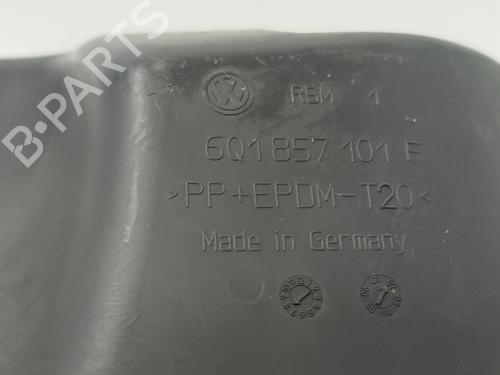 B-PARTS
RSM 1
6Q1 857 101 E
>PP+EPDM-T20<
Made in Germany